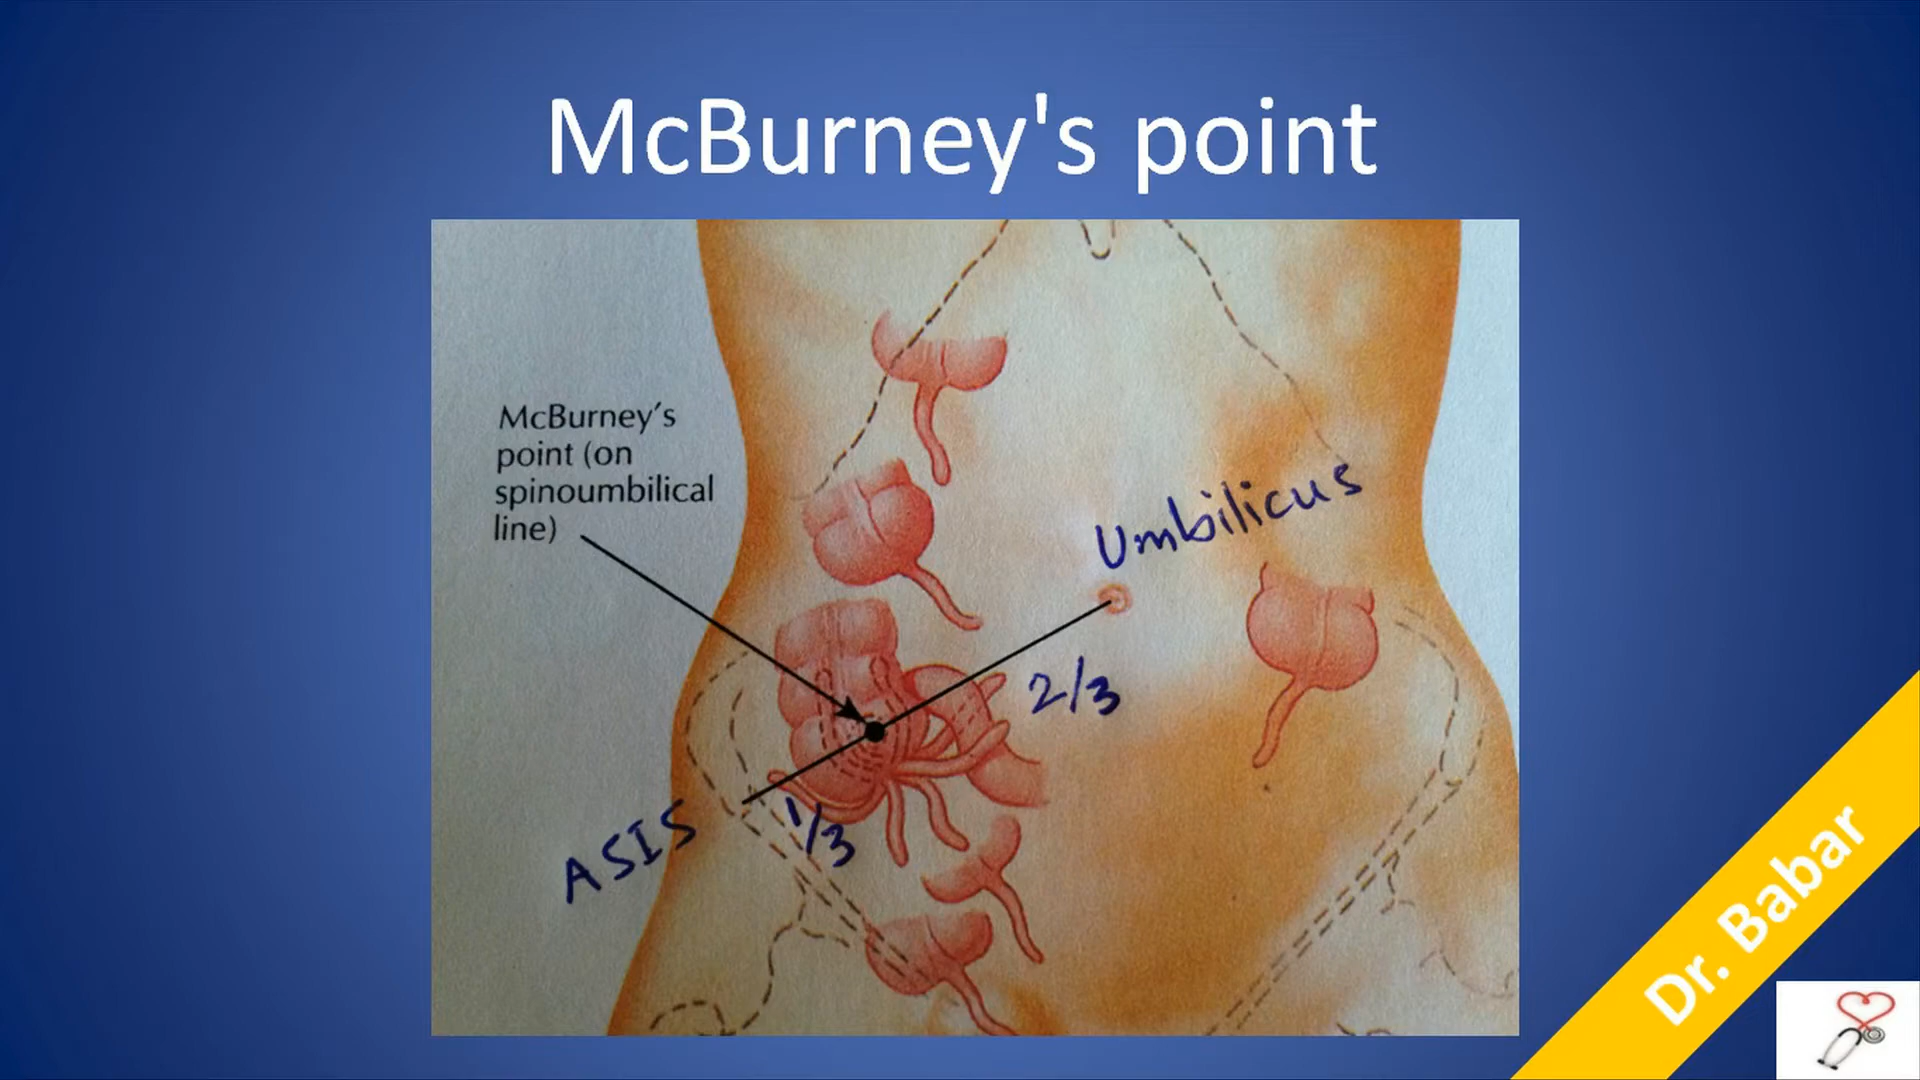 McBurney's point
McBurney's
point (on
spinoumbilical
line)
Umbilicus
2/3
1/3
ASIS
Dr. Babar